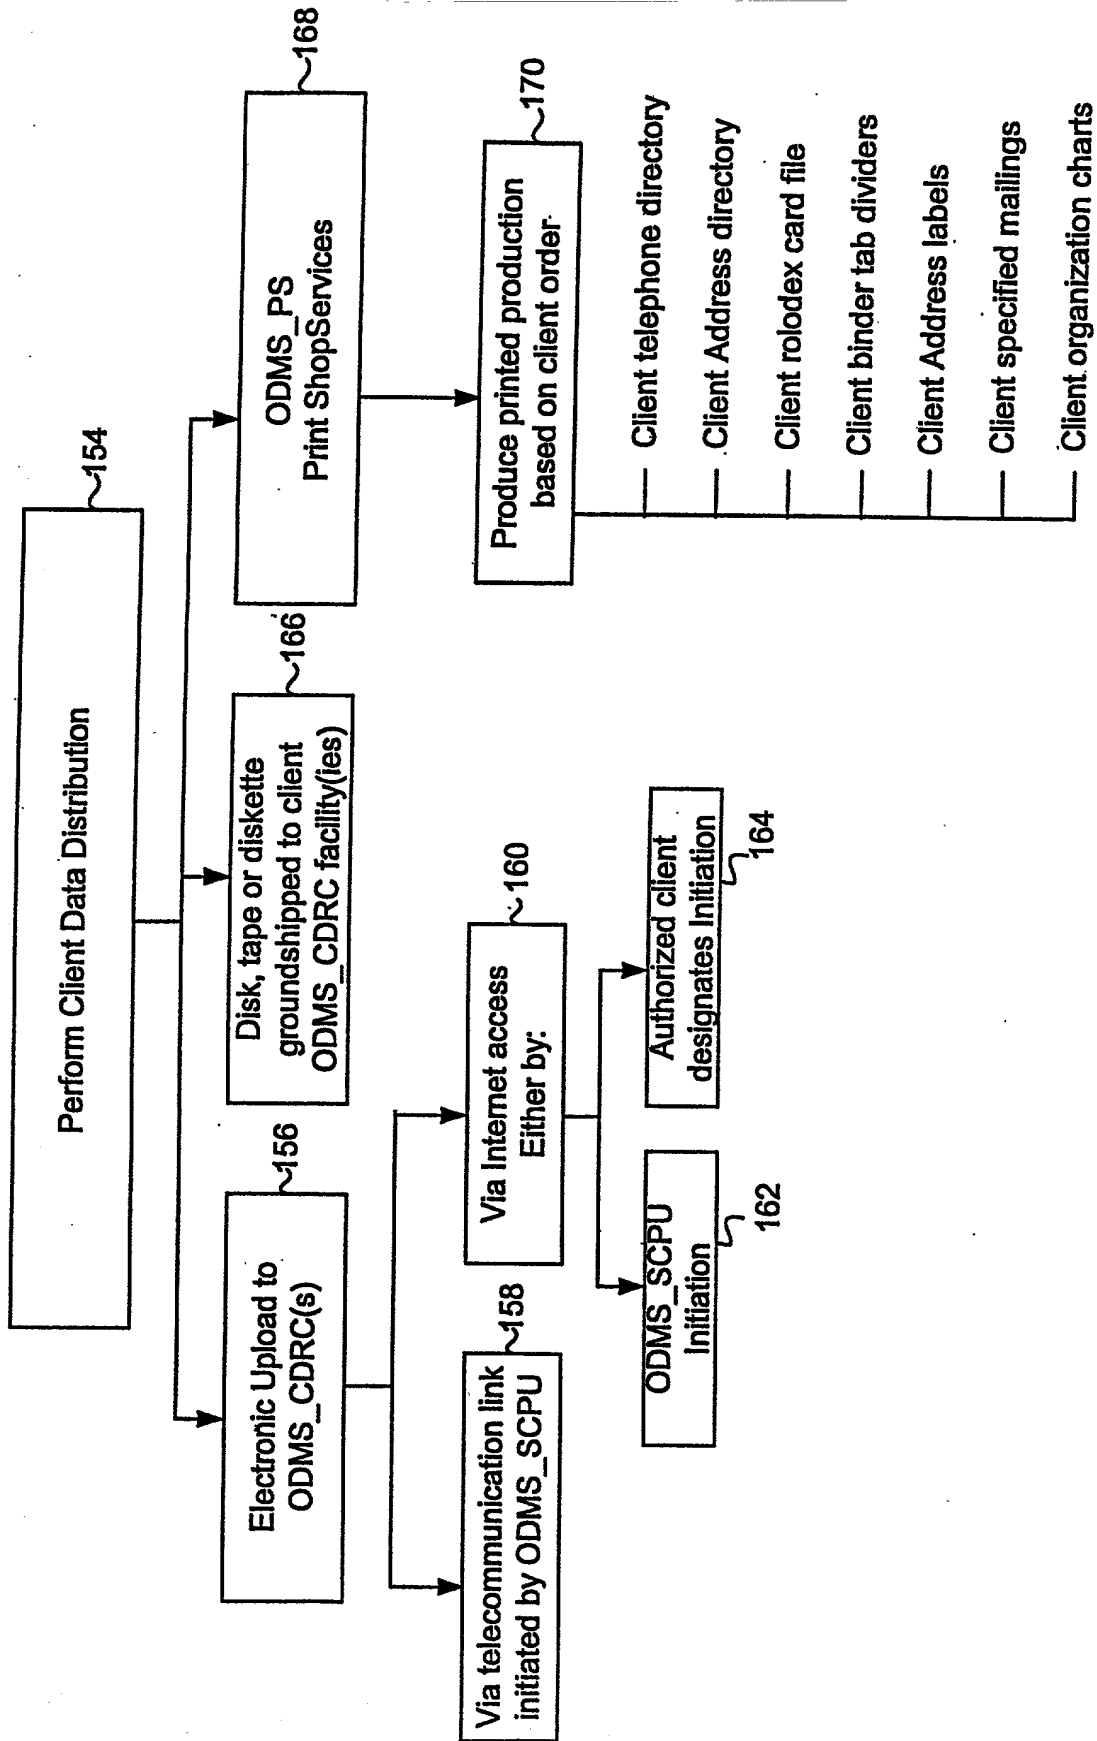 Perform Client Data Distribution
154
Electronic Upload to
ODMS_CDRC(s)
156
Disk, tape or diskette
groundshipped to client
ODMS_CDRC facility(ies)
166
ODMS_PS
Print ShopServices
168
Via telecommunication link
initiated by ODMS_SCPU
158
Via Internet access
Either by:
160
ODMS_SCPU
Initiation
162
Authorized client
designates Initiation
164
Produce printed production
based on client order
170
Client telephone directory
Client Address directory
Client rolodex card file
Client binder tab dividers
Client Address labels
Client specified mailings
Client organization charts